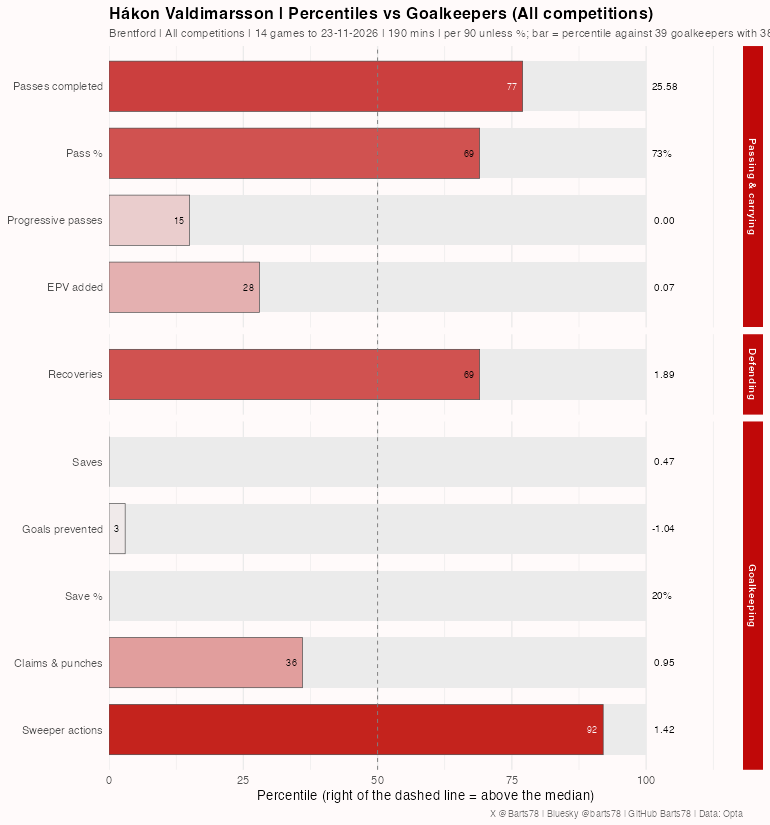 Hákon Valdimarsson | Percentiles vs Goalkeepers (All competitions)
Brentford | All competitions | 14 games to 23-11-2026 | 190 mins | per 90 unless %; bar = percentile against 39 goalkeepers with 38
Passes completed 77 25.58
Pass % 69 73%
Progressive passes 15 0.00
EPV added 28 0.07
Passing & carrying
Recoveries 69 1.89
Defending
Saves 0.47
Goals prevented 3 -1.04
Save % 20%
Claims & punches 36 0.95
Sweeper actions 92 1.42
Goalkeeping
0 25 50 75 100
Percentile (right of the dashed line = above the median)
X @Barts78 | Bluesky @barts78 | GitHub Barts78 | Data: Opta